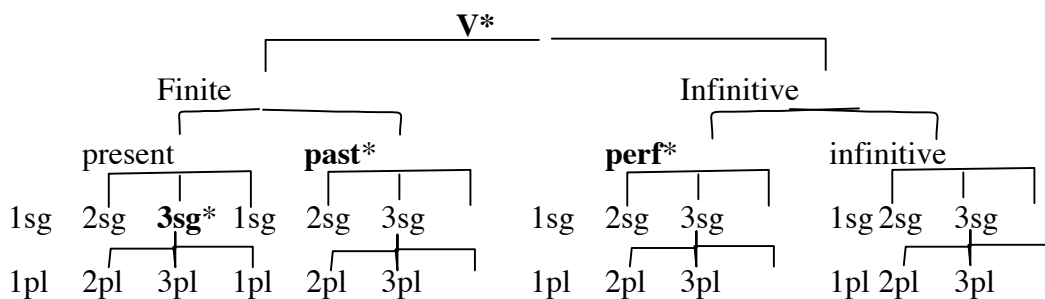 V*
Finite Infinitive
present past* perf* infinitive
1sg 2sg 3sg* 1sg 2sg 3sg 1sg 2sg 3sg 1sg 2sg 3sg
1pl 2pl 3pl 1pl 2pl 3pl 1pl 2pl 3pl 1pl 2pl 3pl